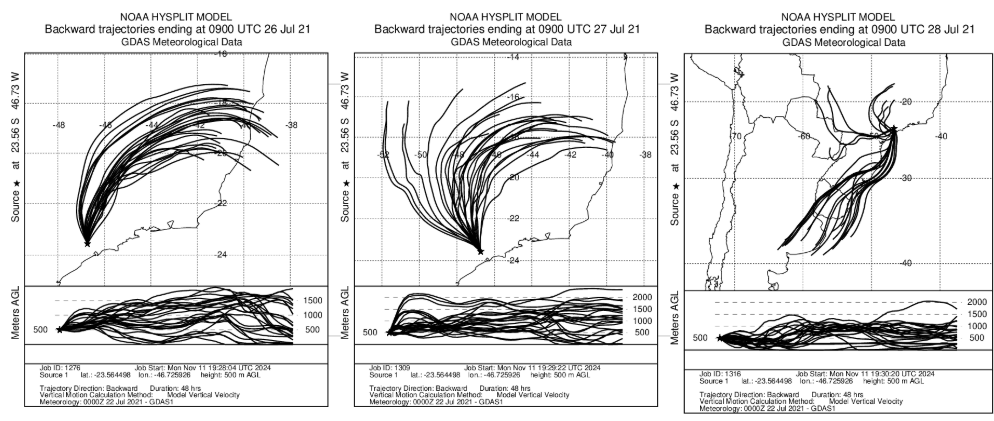 NOAA HYSPLIT MODEL
Backward trajectories ending at 0900 UTC 26 Jul 21
GDAS Meteorological Data
Source ★ at 23.56 S 46.73 W
-16
-48
-44
-42
-38
-22
-24
Meters AGL
500
1500
1000
500
Job ID: 1276 Job Start: Mon Nov 11 19:28:04 UTC 2024
Source 1 lat.: -23.564498 lon.: -46.725926 height: 500 m AGL
Trajectory Direction: Backward Duration: 48 hrs
Vertical Motion Calculation Method: Model Vertical Velocity
Meteorology: 0000Z 22 Jul 2021 - GDAS1
NOAA HYSPLIT MODEL
Backward trajectories ending at 0900 UTC 27 Jul 21
GDAS Meteorological Data
Source ★ at 23.56 S 46.73 W
-14
-16
-52
-50
-48
-44
-42
-40
-38
-20
-22
-24
Meters AGL
500
2000
1500
1000
500
Job ID: 1309 Job Start: Mon Nov 11 19:29:22 UTC 2024
Source 1 lat.: -23.564498 lon.: -46.725926 height: 500 m AGL
Trajectory Direction: Backward Duration: 48 hrs
Vertical Motion Calculation Method: Model Vertical Velocity
Meteorology: 0000Z 22 Jul 2021 - GDAS1
NOAA HYSPLIT MODEL
Backward trajectories ending at 0900 UTC 28 Jul 21
GDAS Meteorological Data
Source ★ at 23.56 S 46.73 W
-20
-70
-60
-50
-40
-30
-40
Meters AGL
500
2000
1500
1000
500
Job ID: 1316 Job Start: Mon Nov 11 19:30:20 UTC 2024
Source 1 lat.: -23.564498 lon.: -46.725926 height: 500 m AGL
Trajectory Direction: Backward Duration: 48 hrs
Vertical Motion Calculation Method: Model Vertical Velocity
Meteorology: 0000Z 22 Jul 2021 - GDAS1